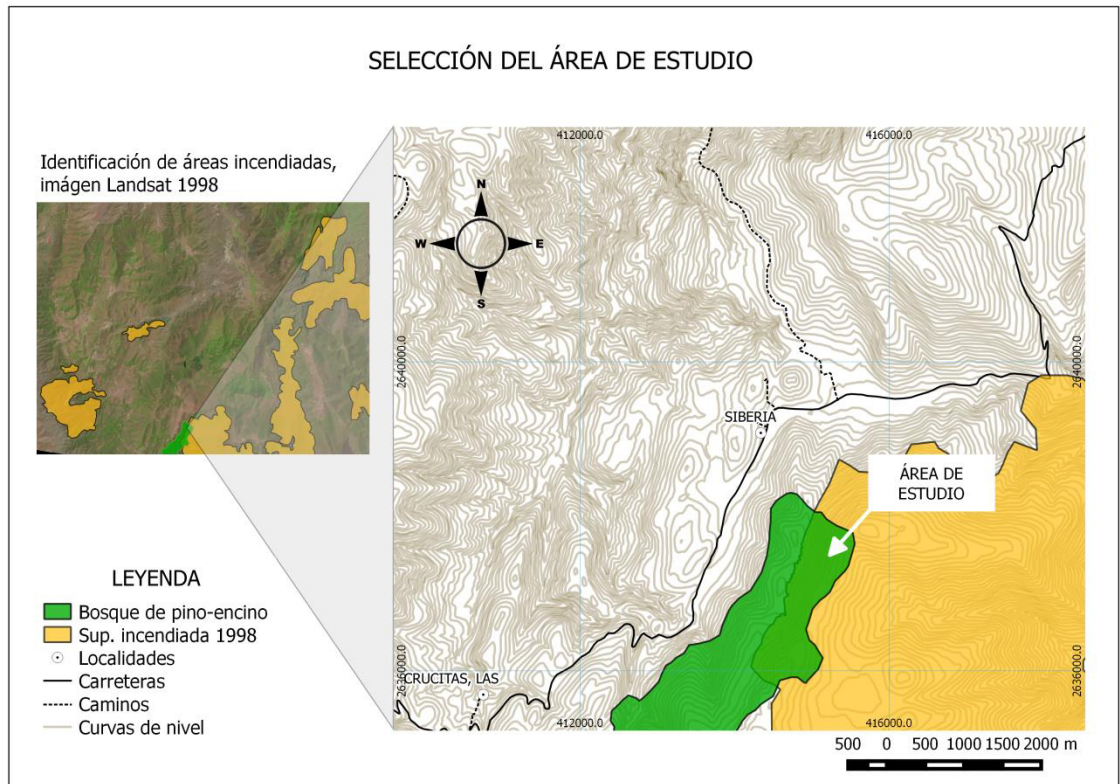 SELECCIÓN DEL ÁREA DE ESTUDIO
Identificación de áreas incendiadas,
imágen Landsat 1998
412000.0
416000.0
N
W
E
S
2640000.0
2640000.0
SIBERIA
ÁREA DE
ESTUDIO
LEYENDA
Bosque de pino-encino
Sup. incendiada 1998
Localidades
Carreteras
Caminos
Curvas de nivel
2636000.0
CRUCITAS, LAS
2636000.0
412000.0
416000.0
500 0 500 1000 1500 2000 m